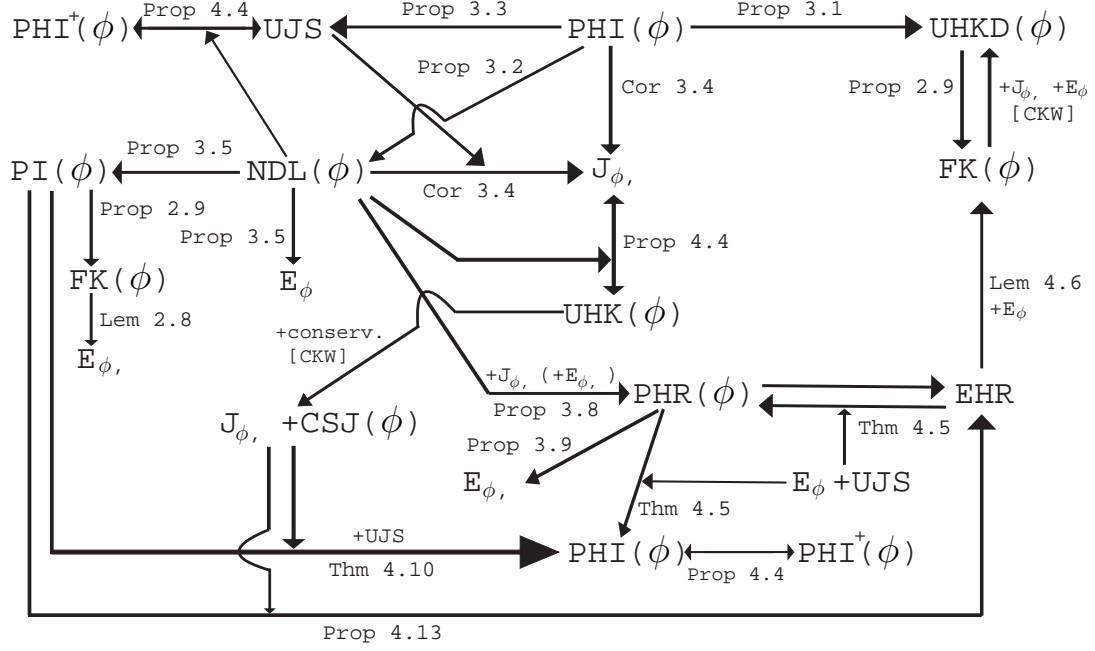 PHI⁺(ϕ) Prop 4.4 UJS Prop 3.3 PHI(ϕ) Prop 3.1 UHKD(ϕ)
Prop 3.2 Cor 3.4 Prop 2.9 +J_ϕ, +E_ϕ
[CKW]
PI(ϕ) Prop 3.5 NDL(ϕ) Cor 3.4 J_ϕ, FK(ϕ)
Prop 2.9
Prop 3.5 Prop 4.4
FK(ϕ) E_ϕ Lem 4.6
+E_ϕ
Lem 2.8 UHK(ϕ)
+conserv.
[CKW]
E_ϕ,
+J_ϕ, (+E_ϕ, )
PHR(ϕ) EHR
Prop 3.8
J_ϕ, +CSJ(ϕ) Thm 4.5
Prop 3.9
E_ϕ, E_ϕ +UJS
Thm 4.5
+UJS
PHI(ϕ) PHI⁺(ϕ)
Thm 4.10 Prop 4.4
Prop 4.13